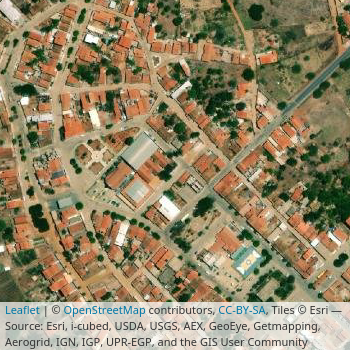 Leaflet | © OpenStreetMap contributors, CC-BY-SA, Tiles © Esri —
Source: Esri, i-cubed, USDA, USGS, AEX, GeoEye, Getmapping,
Aerogrid, IGN, IGP, UPR-EGP, and the GIS User Community